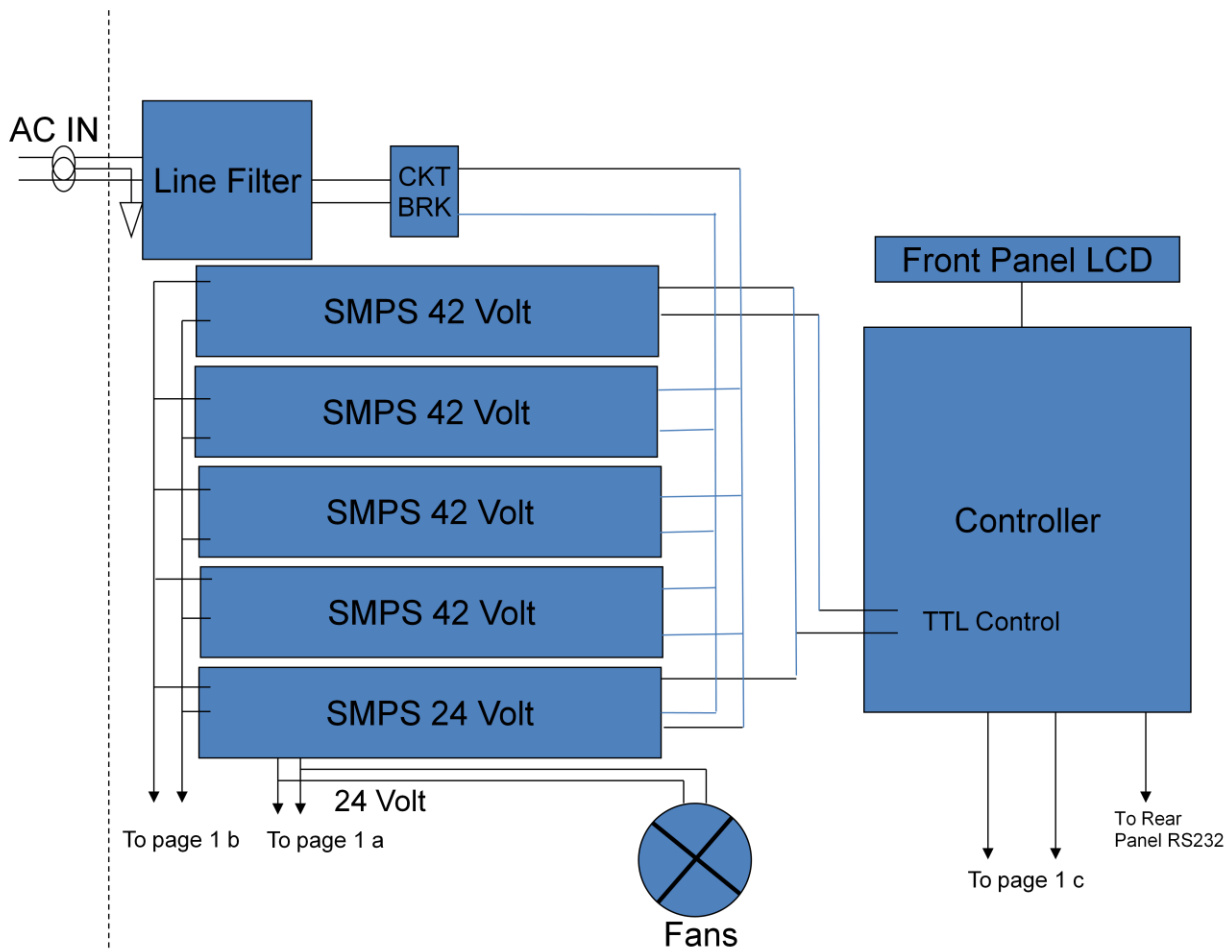 AC IN
Line Filter
CKT
BRK
Front Panel LCD
SMPS 42 Volt
SMPS 42 Volt
SMPS 42 Volt
SMPS 42 Volt
SMPS 24 Volt
Controller
TTL Control
24 Volt
To page 1 b
To page 1 a
Fans
To Rear
Panel RS232
To page 1 c